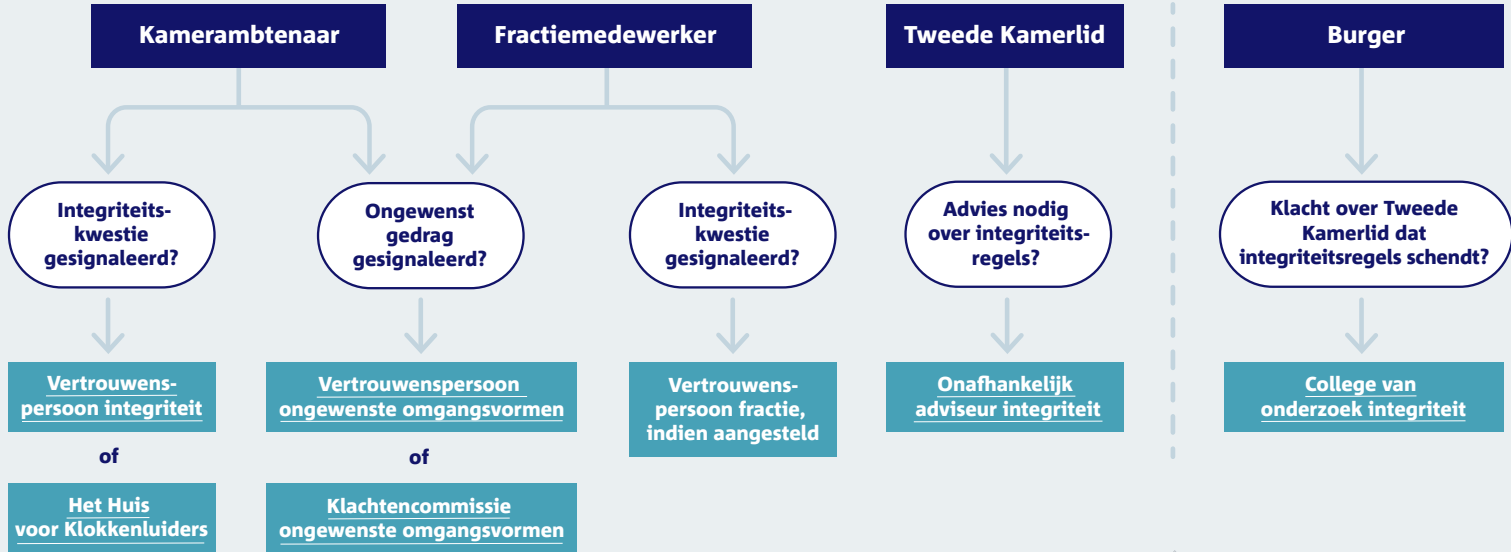 Kamerambtenaar
Fractiemedewerker
Tweede Kamerlid
Burger
Integriteits-
kwestie
gesignaleerd?
Ongewenst
gedrag
gesignaleerd?
Integriteits-
kwestie
gesignaleerd?
Advies nodig
over integriteits-
regels?
Klacht over Tweede
Kamerlid dat
integriteitsregels schendt?
Vertrouwens-
persoon integriteit
of
Het Huis
voor Klokkenluiders
Vertrouwenspersoon
ongewenste omgangsvormen
of
Klachtencommissie
ongewenste omgangsvormen
Vertrouwens-
persoon fractie,
indien aangesteld
Onafhankelijk
adviseur integriteit
College van
onderzoek integriteit